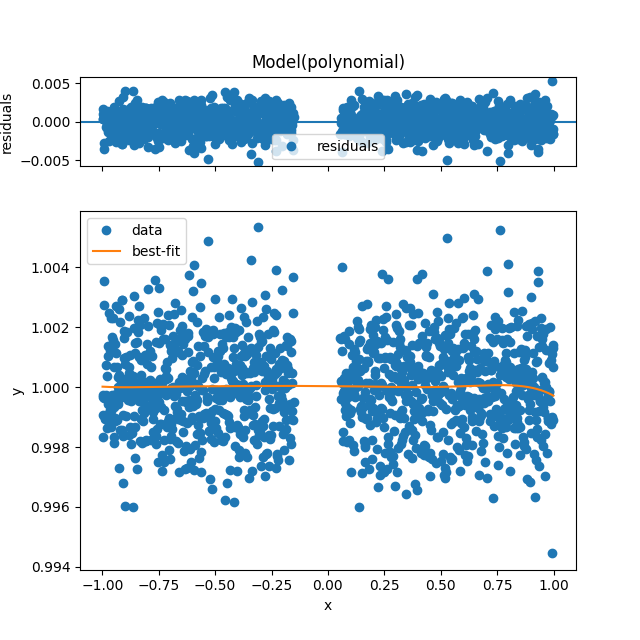 Model(polynomial)
0.005
0.000
−0.005
residuals
residuals
data
best-fit
1.004
1.002
1.000
0.998
0.996
0.994
y
−1.00 −0.75 −0.50 −0.25 0.00 0.25 0.50 0.75 1.00
x